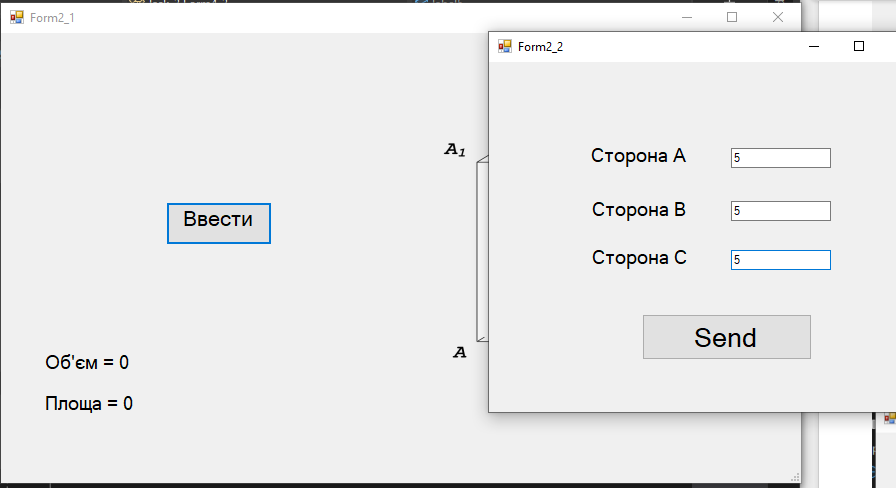 Form2_1
Form2_2
A1
Сторона A
5
Ввести
Сторона B
5
Сторона C
5
Send
A
Об'єм = 0
Площа = 0